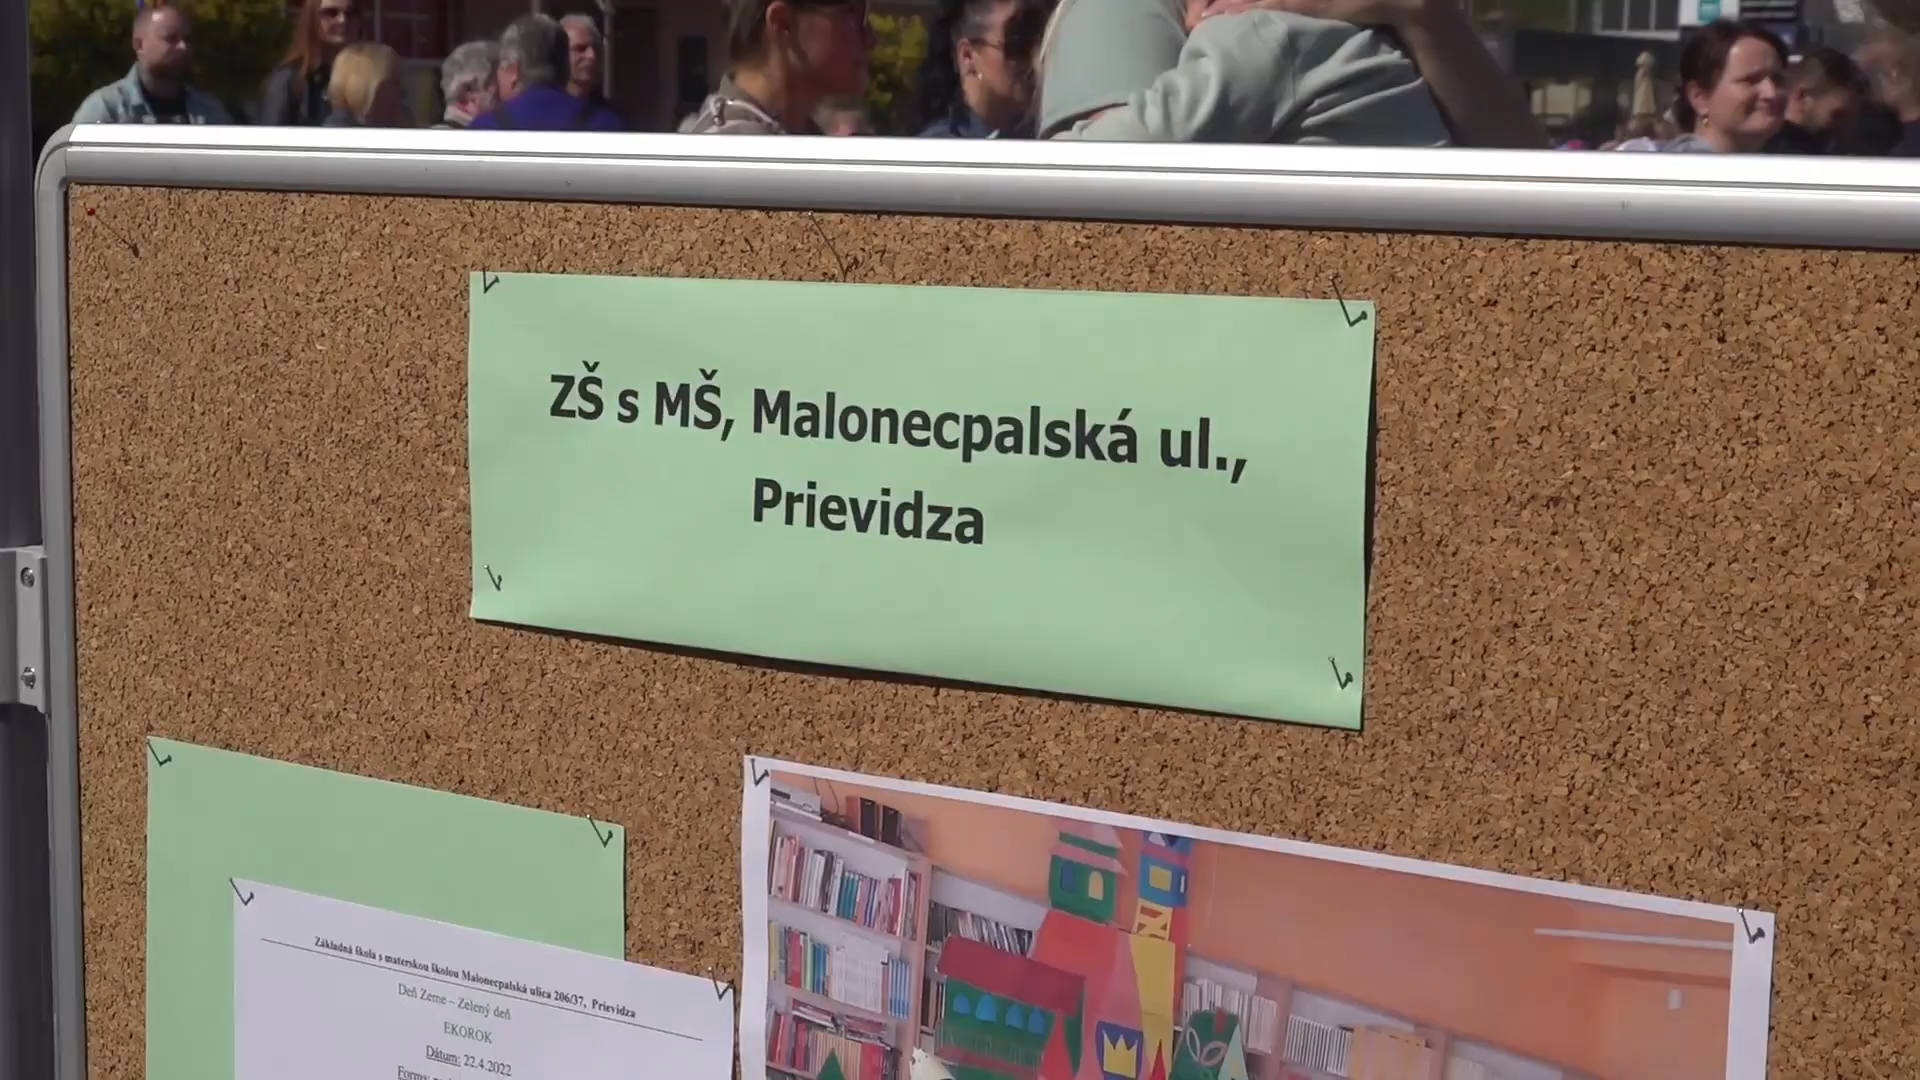 ZŠ s MŠ, Malonecpalská ul.,
Prievidza
Základná škola s materskou školou Malonecpalská ulica 206/37, Prievidza
Deň Zeme – Zelený deň
EKOROK
Dátum: 22.4.2022
Forma: